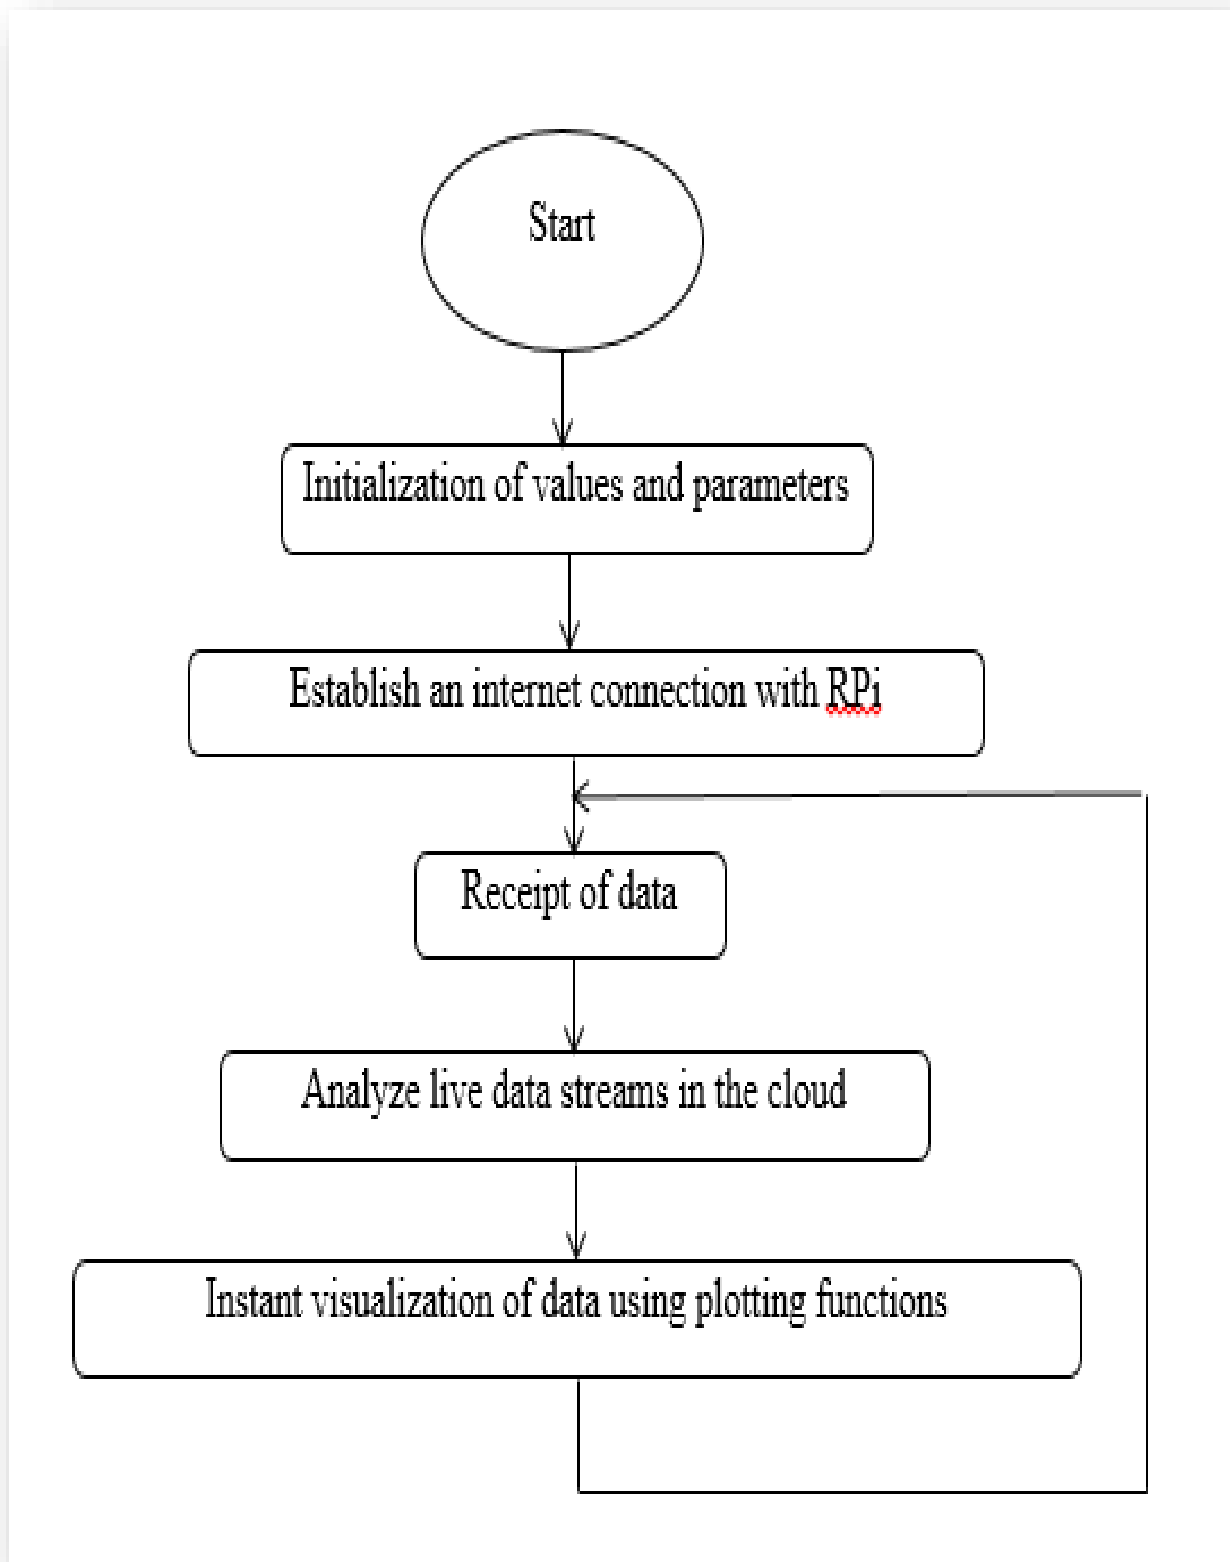 Start
Initialization of values and parameters
Establish an internet connection with RPi
Receipt of data
Analyze live data streams in the cloud
Instant visualization of data using plotting functions